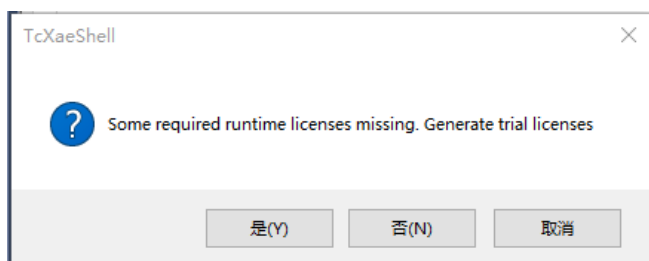 TcXaeShell
Some required runtime licenses missing. Generate trial licenses
是(Y) 否(N) 取消